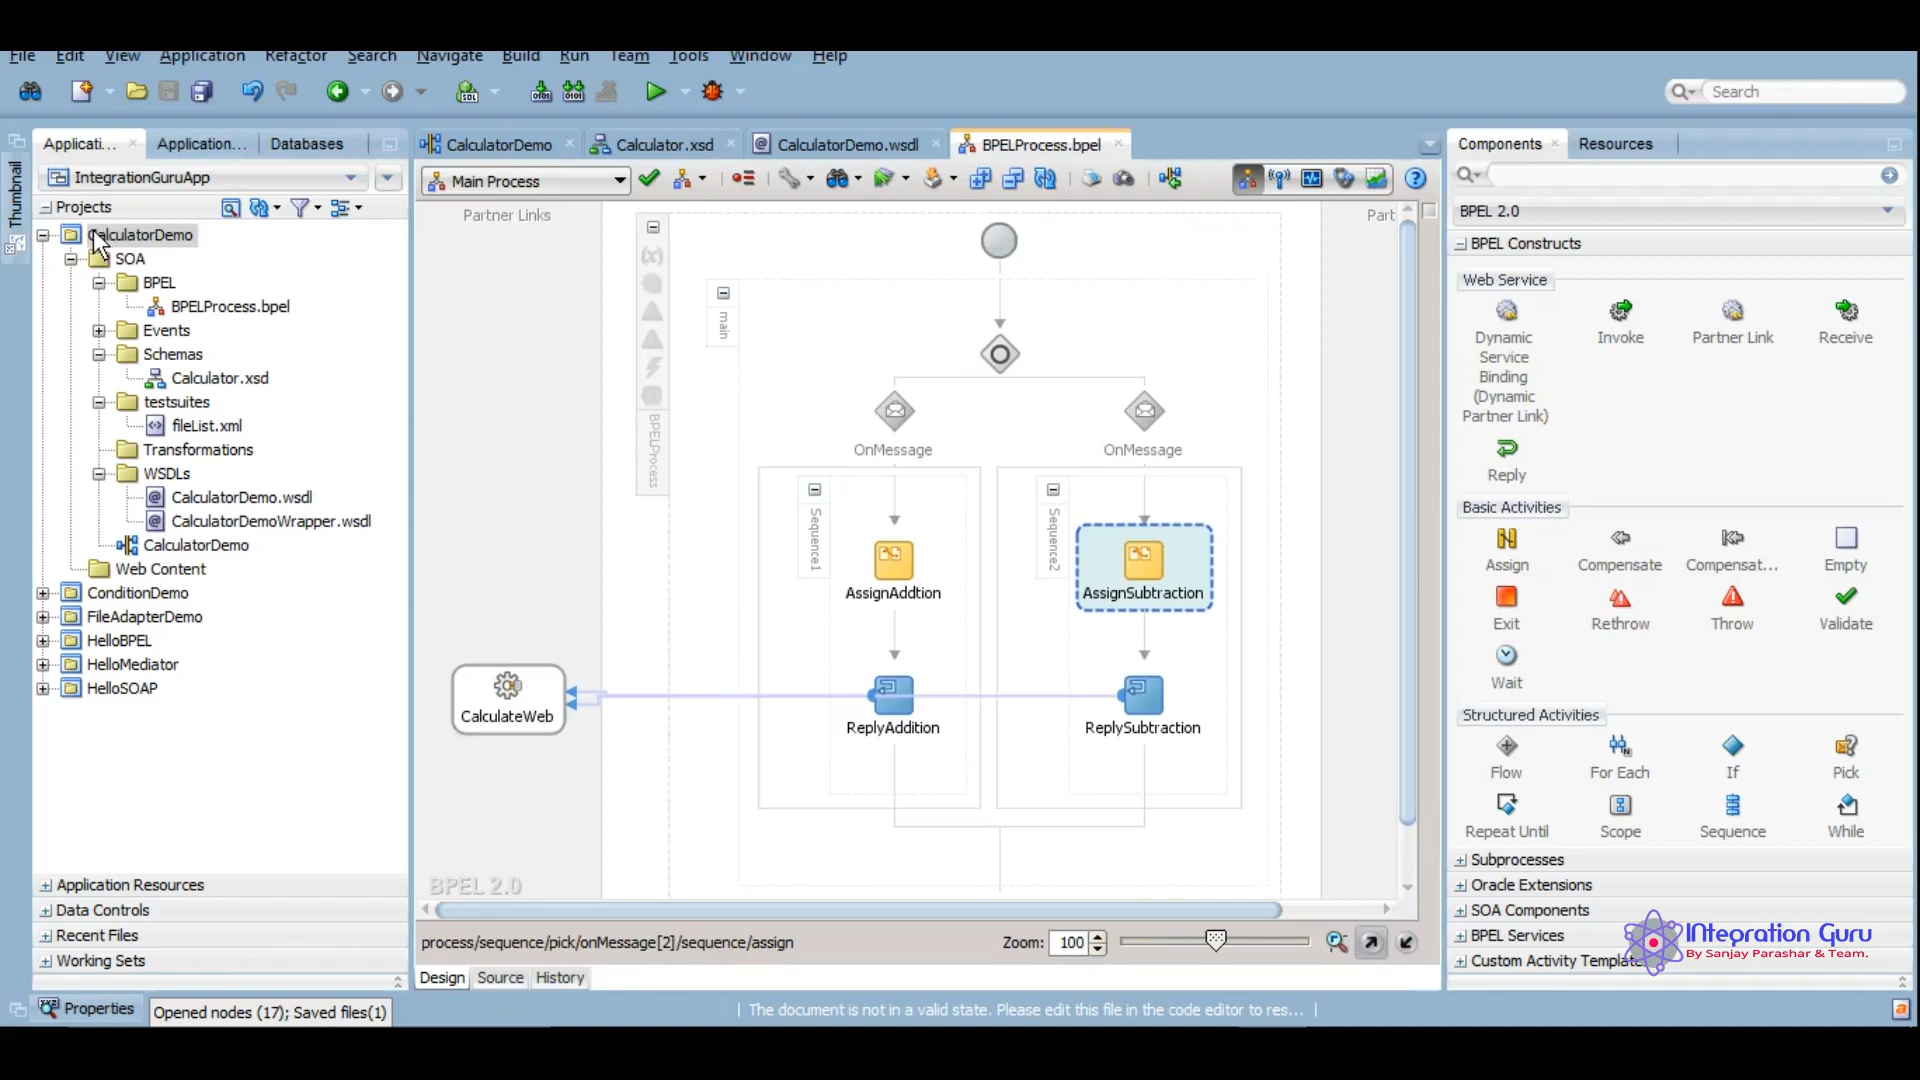 File Edit View Application Refactor Search Navigate Build Run Team Tools Window Help
SQL
Search
Thumbnail
Applicati... Application... Databases
IntegrationGuruApp
Projects
CalculatorDemo
SOA
BPEL
BPELProcess.bpel
Events
Schemas
Calculator.xsd
testsuites
fileList.xml
Transformations
WSDLs
CalculatorDemo.wsdl
CalculatorDemoWrapper.wsdl
CalculatorDemo
Web Content
ConditionDemo
FileAdapterDemo
HelloBPEL
HelloMediator
HelloSOAP
Application Resources
Data Controls
Recent Files
Working Sets
CalculatorDemo Calculator.xsd CalculatorDemo.wsdl BPELProcess.bpel
Main Process
Partner Links
Part
main
BPELProcess
OnMessage OnMessage
Sequence1 Sequence2
AssignAddtion AssignSubtraction
CalculateWeb
ReplyAddition ReplySubtraction
BPEL 2.0
process/sequence/pick/onMessage[2]/sequence/assign
Zoom: 100
Design Source History
Components Resources
BPEL 2.0
BPEL Constructs
Web Service
Dynamic Service Binding (Dynamic Partner Link)
Invoke
Partner Link
Receive
Reply
Basic Activities
Assign Compensate Compensat... Empty
Exit Rethrow Throw Validate
Wait
Structured Activities
Flow For Each If Pick
Repeat Until Scope Sequence While
Subprocesses
Oracle Extensions
SOA Components
BPEL Services
Custom Activity Template
INtegration Guru
By Sanjay Parashar & Team.
Properties
Opened nodes (17); Saved files(1)
The document is not in a valid state. Please edit this file in the code editor to res...